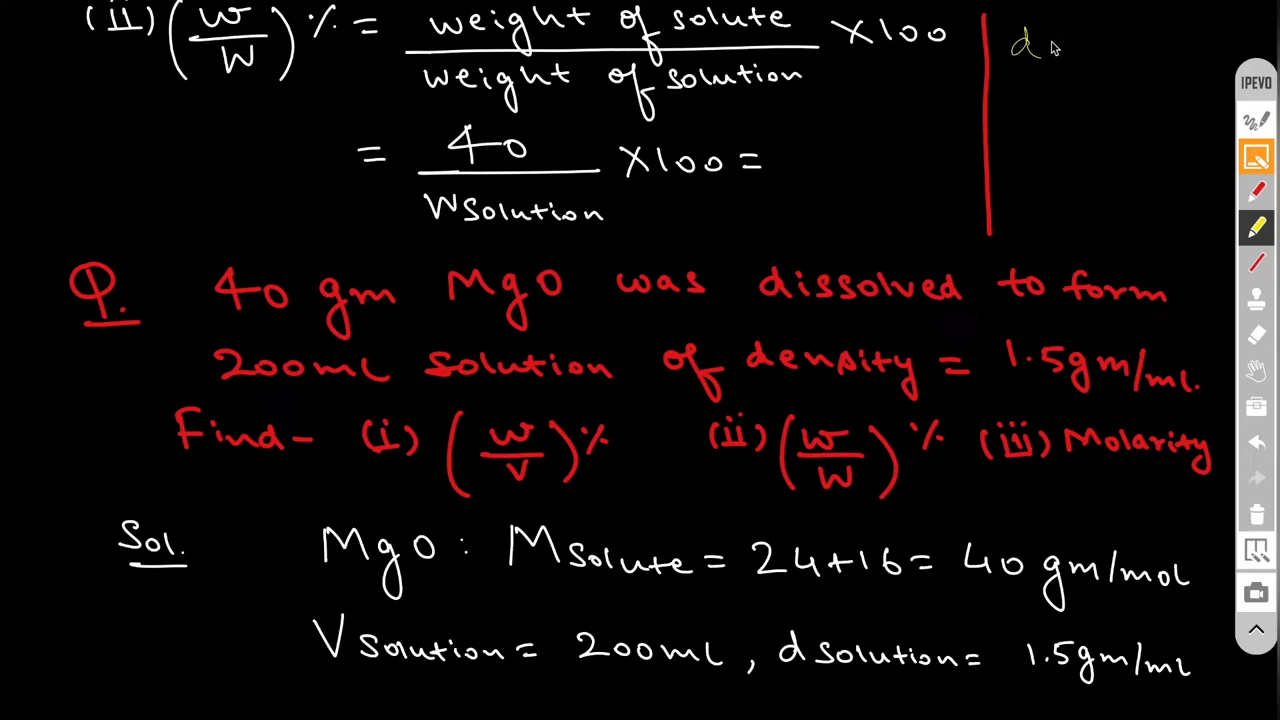 (ii) (W/W) % = weight of solute / weight of solution × 100
d
= 40 / Wsolution × 100 =
Q. 40 gm MgO was dissolved to form
200mL solution of density = 1.5gm/mL.
Find- (i) (W/V) % (ii) (W/W) % (iii) Molarity
Sol. MgO : Msolute = 24+16 = 40 gm/mol
Vsolution = 200mL, dsolution = 1.5gm/mL
IPEVO